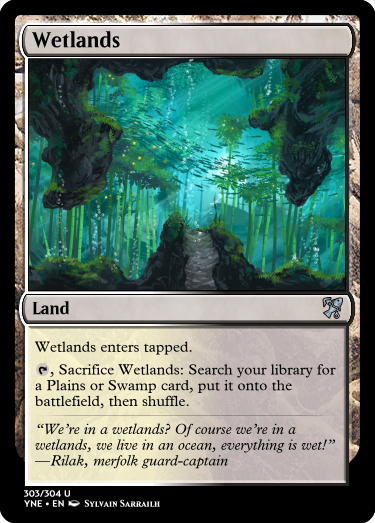 Wetlands
Land
Wetlands enters tapped.
, Sacrifice Wetlands: Search your library for
a Plains or Swamp card, put it onto the
battlefield, then shuffle.
“We’re in a wetlands? Of course we’re in a
wetlands, we live in an ocean, everything is wet!”
—Rilak, merfolk guard-captain
303/304 U
YNE • EN Sylvain Sarrailh